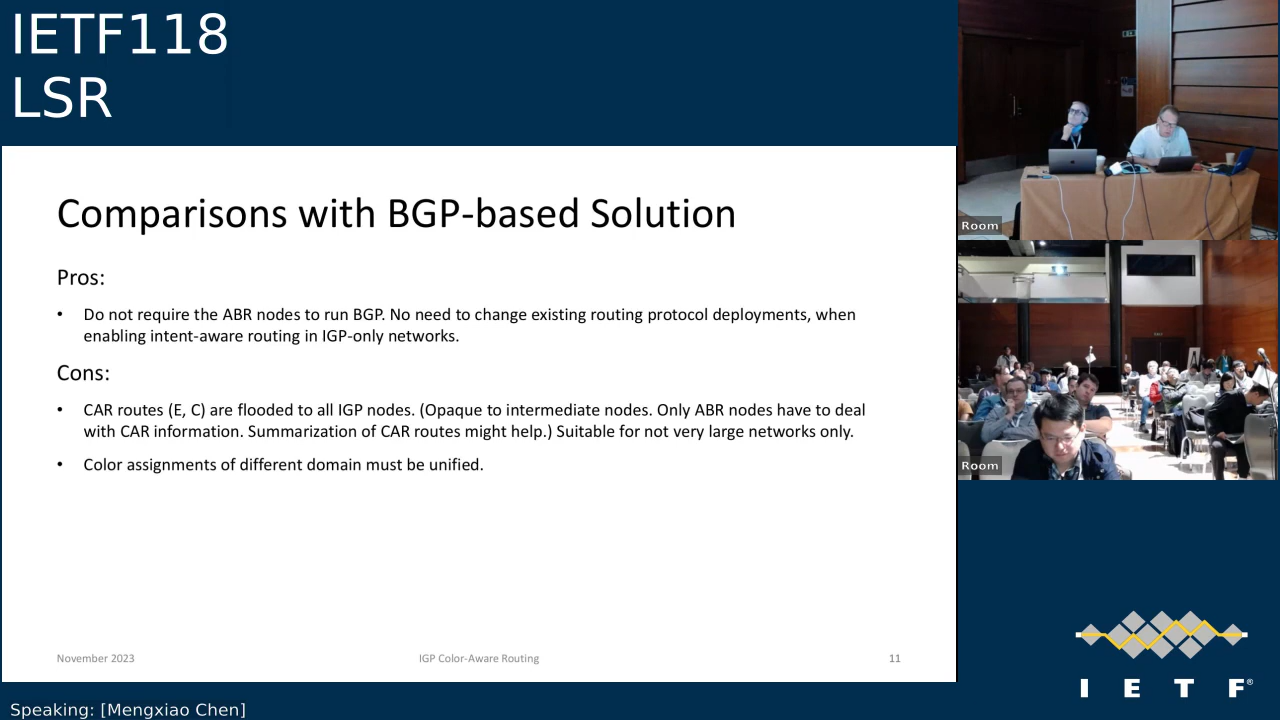 IETF118
LSR
Comparisons with BGP-based Solution
Pros:
• Do not require the ABR nodes to run BGP. No need to change existing routing protocol deployments, when
enabling intent-aware routing in IGP-only networks.
Cons:
• CAR routes (E, C) are flooded to all IGP nodes. (Opaque to intermediate nodes. Only ABR nodes have to deal
with CAR information. Summarization of CAR routes might help.) Suitable for not very large networks only.
• Color assignments of different domain must be unified.
November 2023
IGP Color-Aware Routing
11
Room
Room
I E T F®
Speaking: [Mengxiao Chen]